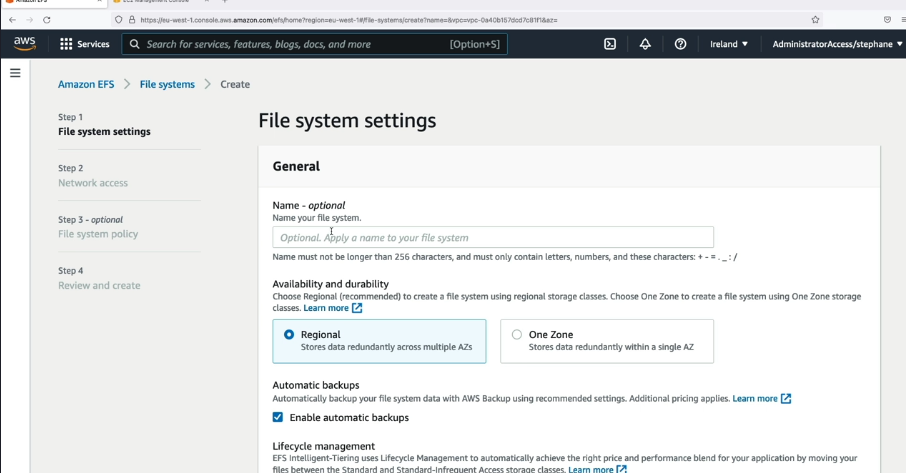 Amazon EFS
EC2 Management Console
https://eu-west-1.console.aws.amazon.com/efs/home?region=eu-west-1#/file-systems/create?name=&vpc=vpc-0a40b157dcd7c81f1&az=
aws
Services
Search for services, features, blogs, docs, and more
[Option+S]
Ireland
AdministratorAccess/stephane
Amazon EFS > File systems > Create
Step 1
File system settings
Step 2
Network access
Step 3 - optional
File system policy
Step 4
Review and create
File system settings
General
Name - optional
Name your file system.
Optional. Apply a name to your file system
Name must not be longer than 256 characters, and must only contain letters, numbers, and these characters: + - = . _ : /
Availability and durability
Choose Regional (recommended) to create a file system using regional storage classes. Choose One Zone to create a file system using One Zone storage
classes. Learn more
Regional
Stores data redundantly across multiple AZs
One Zone
Stores data redundantly within a single AZ
Automatic backups
Automatically backup your file system data with AWS Backup using recommended settings. Additional pricing applies. Learn more
Enable automatic backups
Lifecycle management
EFS Intelligent-Tiering uses Lifecycle Management to automatically achieve the right price and performance blend for your application by moving your
files between the Standard and Standard-Infrequent Access storage classes. Learn more